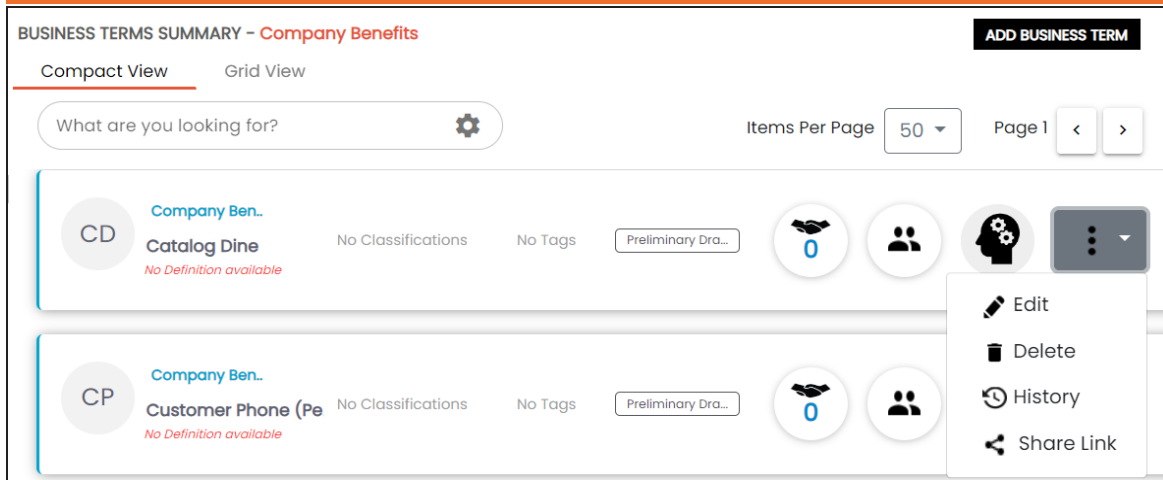 BUSINESS TERMS SUMMARY - Company Benefits
ADD BUSINESS TERM
Compact View
Grid View
What are you looking for?
Items Per Page
50
Page 1
<
>
CD
Company Ben..
Catalog Dine
No Definition available
No Classifications
No Tags
Preliminary Dra...
0
Edit
Delete
History
Share Link
CP
Company Ben..
Customer Phone (Pe
No Definition available
No Classifications
No Tags
Preliminary Dra...
0